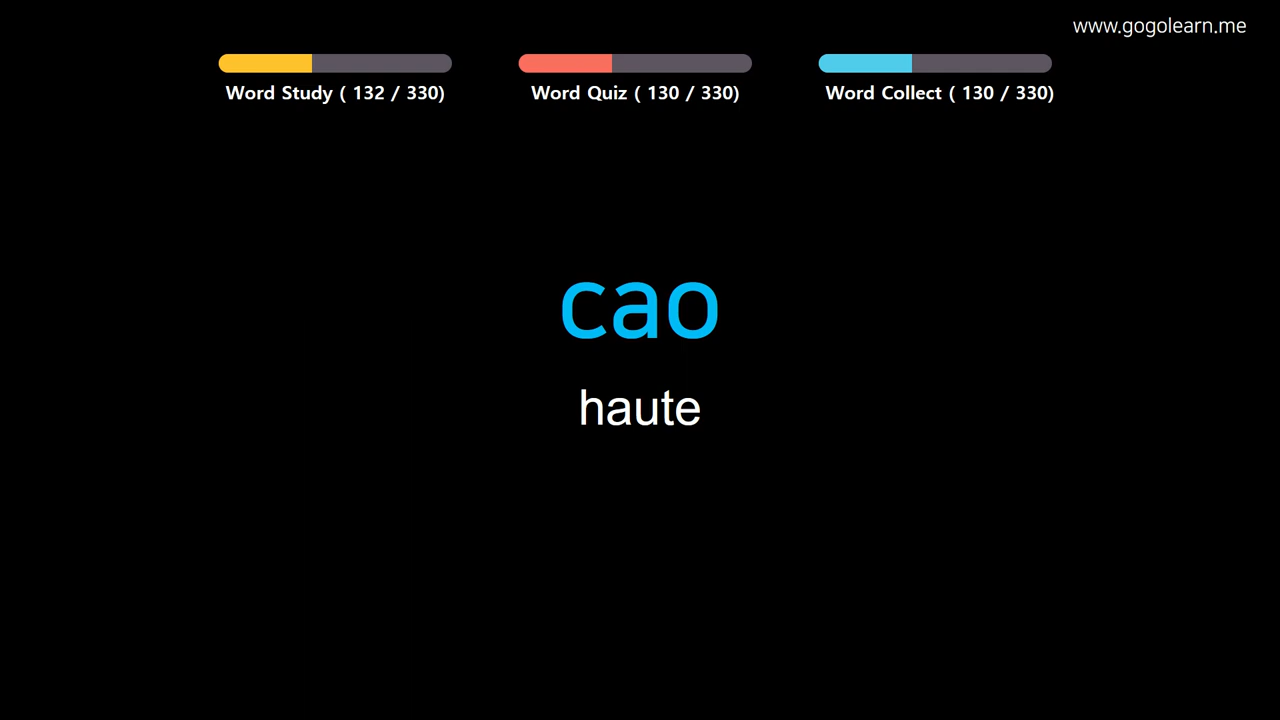 www.gogolearn.me
Word Study ( 132 / 330)
Word Quiz ( 130 / 330)
Word Collect ( 130 / 330)
cao
haute